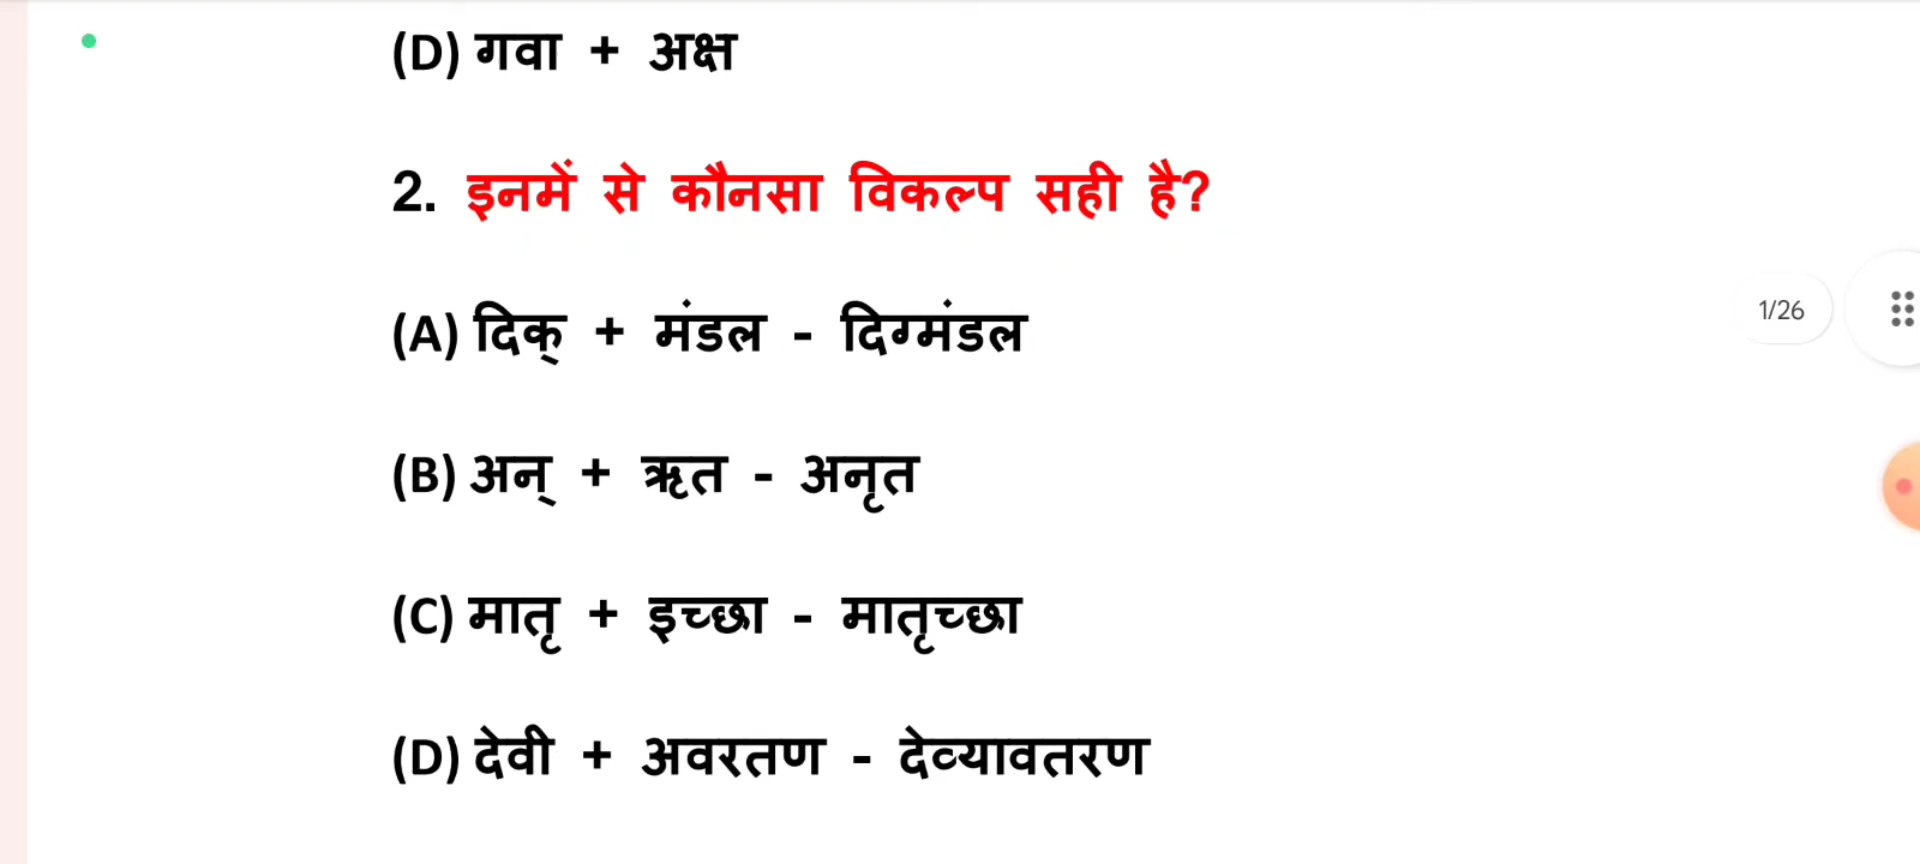 (D) गवा + अक्ष
2. इनमें से कौनसा विकल्प सही है?
(A) दिक् + मंडल - दिग्मंडल
1/26
(B) अन् + ऋत - अनृत
(C) मातृ + इच्छा - मातृच्छा
(D) देवी + अवरतण - देव्यावतरण